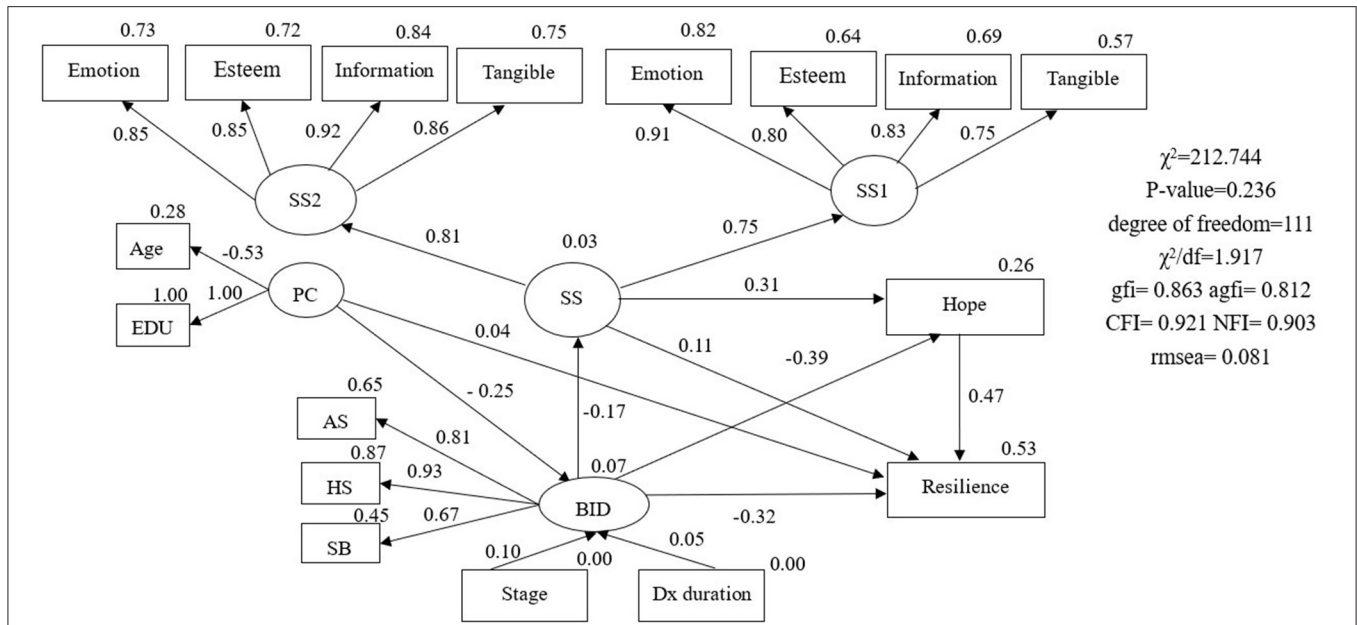 0.73 0.72 0.84 0.75 0.82 0.64 0.69 0.57
Emotion Esteem Information Tangible Emotion Esteem Information Tangible
0.85 0.85 0.92 0.86 0.91 0.80 0.83 0.75
SS2 SS1
χ²=212.744
P-value=0.236
degree of freedom=111
χ²/df=1.917
gfi= 0.863 agfi= 0.812
CFI= 0.921 NFI= 0.903
rmsea= 0.081
0.28
Age -0.53
0.81 0.03 0.75
PC SS
1.00 1.00
EDU
0.31 0.26
Hope
0.04 0.11 -0.39
- 0.25 -0.17 0.47
0.65
AS 0.81
0.87 0.93
HS
0.45 0.67
SB
0.07 0.53
BID Resilience
-0.32
0.10 0.00 0.05 0.00
Stage Dx duration